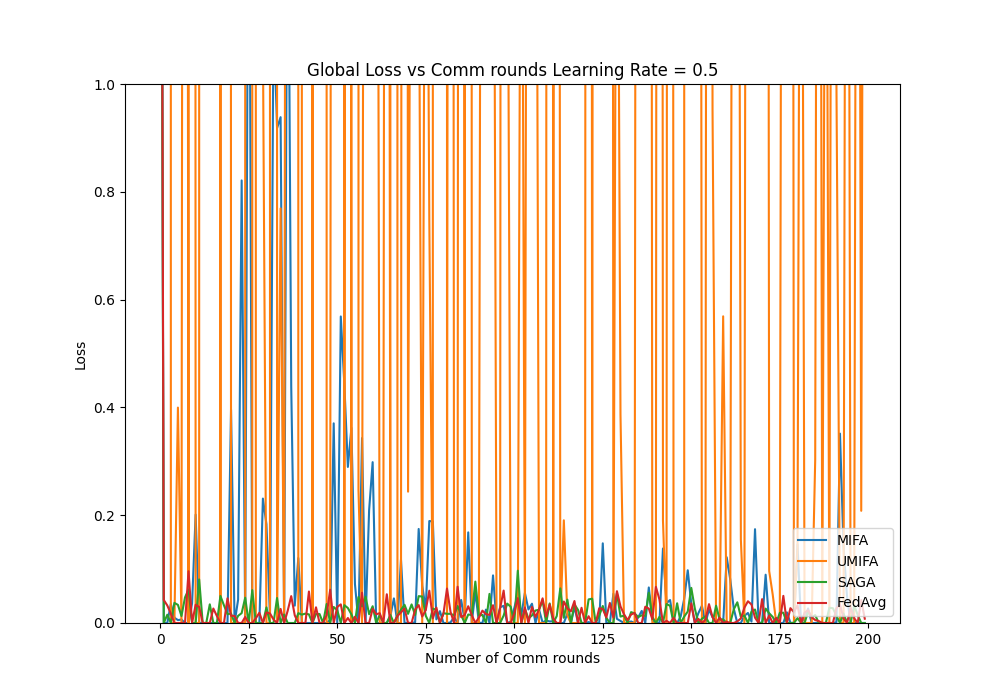 Global Loss vs Comm rounds Learning Rate = 0.5
1.0
0.8
0.6
0.4
0.2
0.0
Loss
0 25 50 75 100 125 150 175 200
Number of Comm rounds
MIFA
UMIFA
SAGA
FedAvg